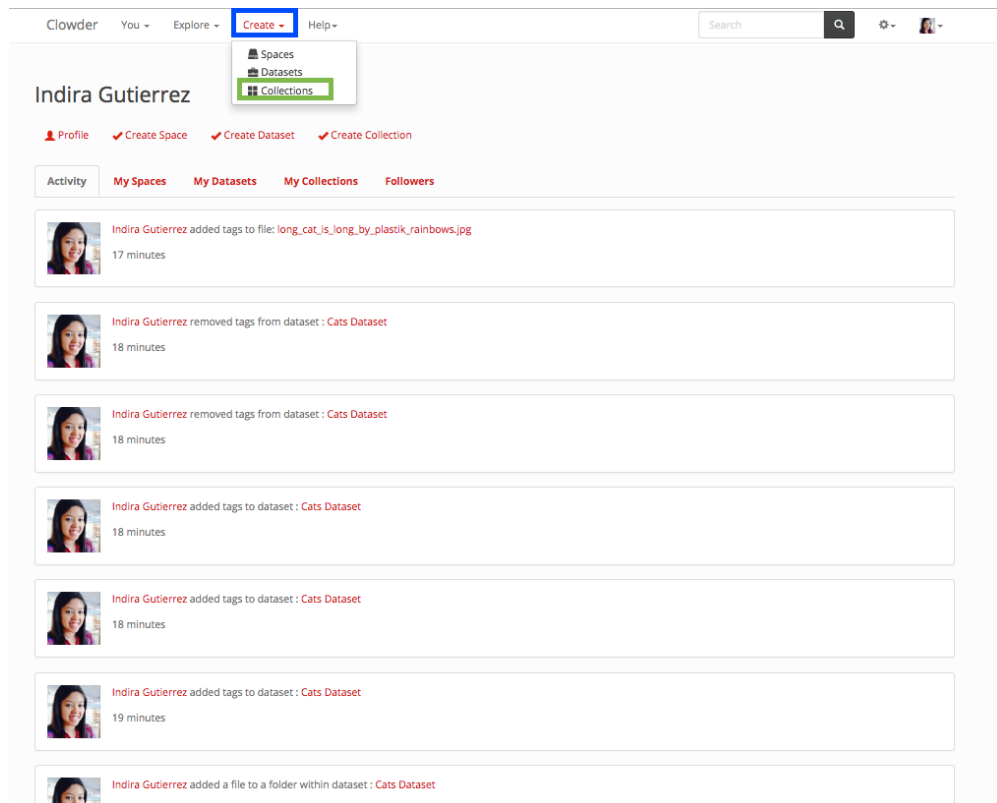 Clowder You Explore Create Help Search
Spaces
Datasets
Collections
Indira Gutierrez
Profile Create Space Create Dataset Create Collection
Activity My Spaces My Datasets My Collections Followers
Indira Gutierrez added tags to file: long_cat_is_long_by_plastik_rainbows.jpg
17 minutes
Indira Gutierrez removed tags from dataset : Cats Dataset
18 minutes
Indira Gutierrez removed tags from dataset : Cats Dataset
18 minutes
Indira Gutierrez added tags to dataset : Cats Dataset
18 minutes
Indira Gutierrez added tags to dataset : Cats Dataset
18 minutes
Indira Gutierrez added tags to dataset : Cats Dataset
19 minutes
Indira Gutierrez added a file to a folder within dataset : Cats Dataset